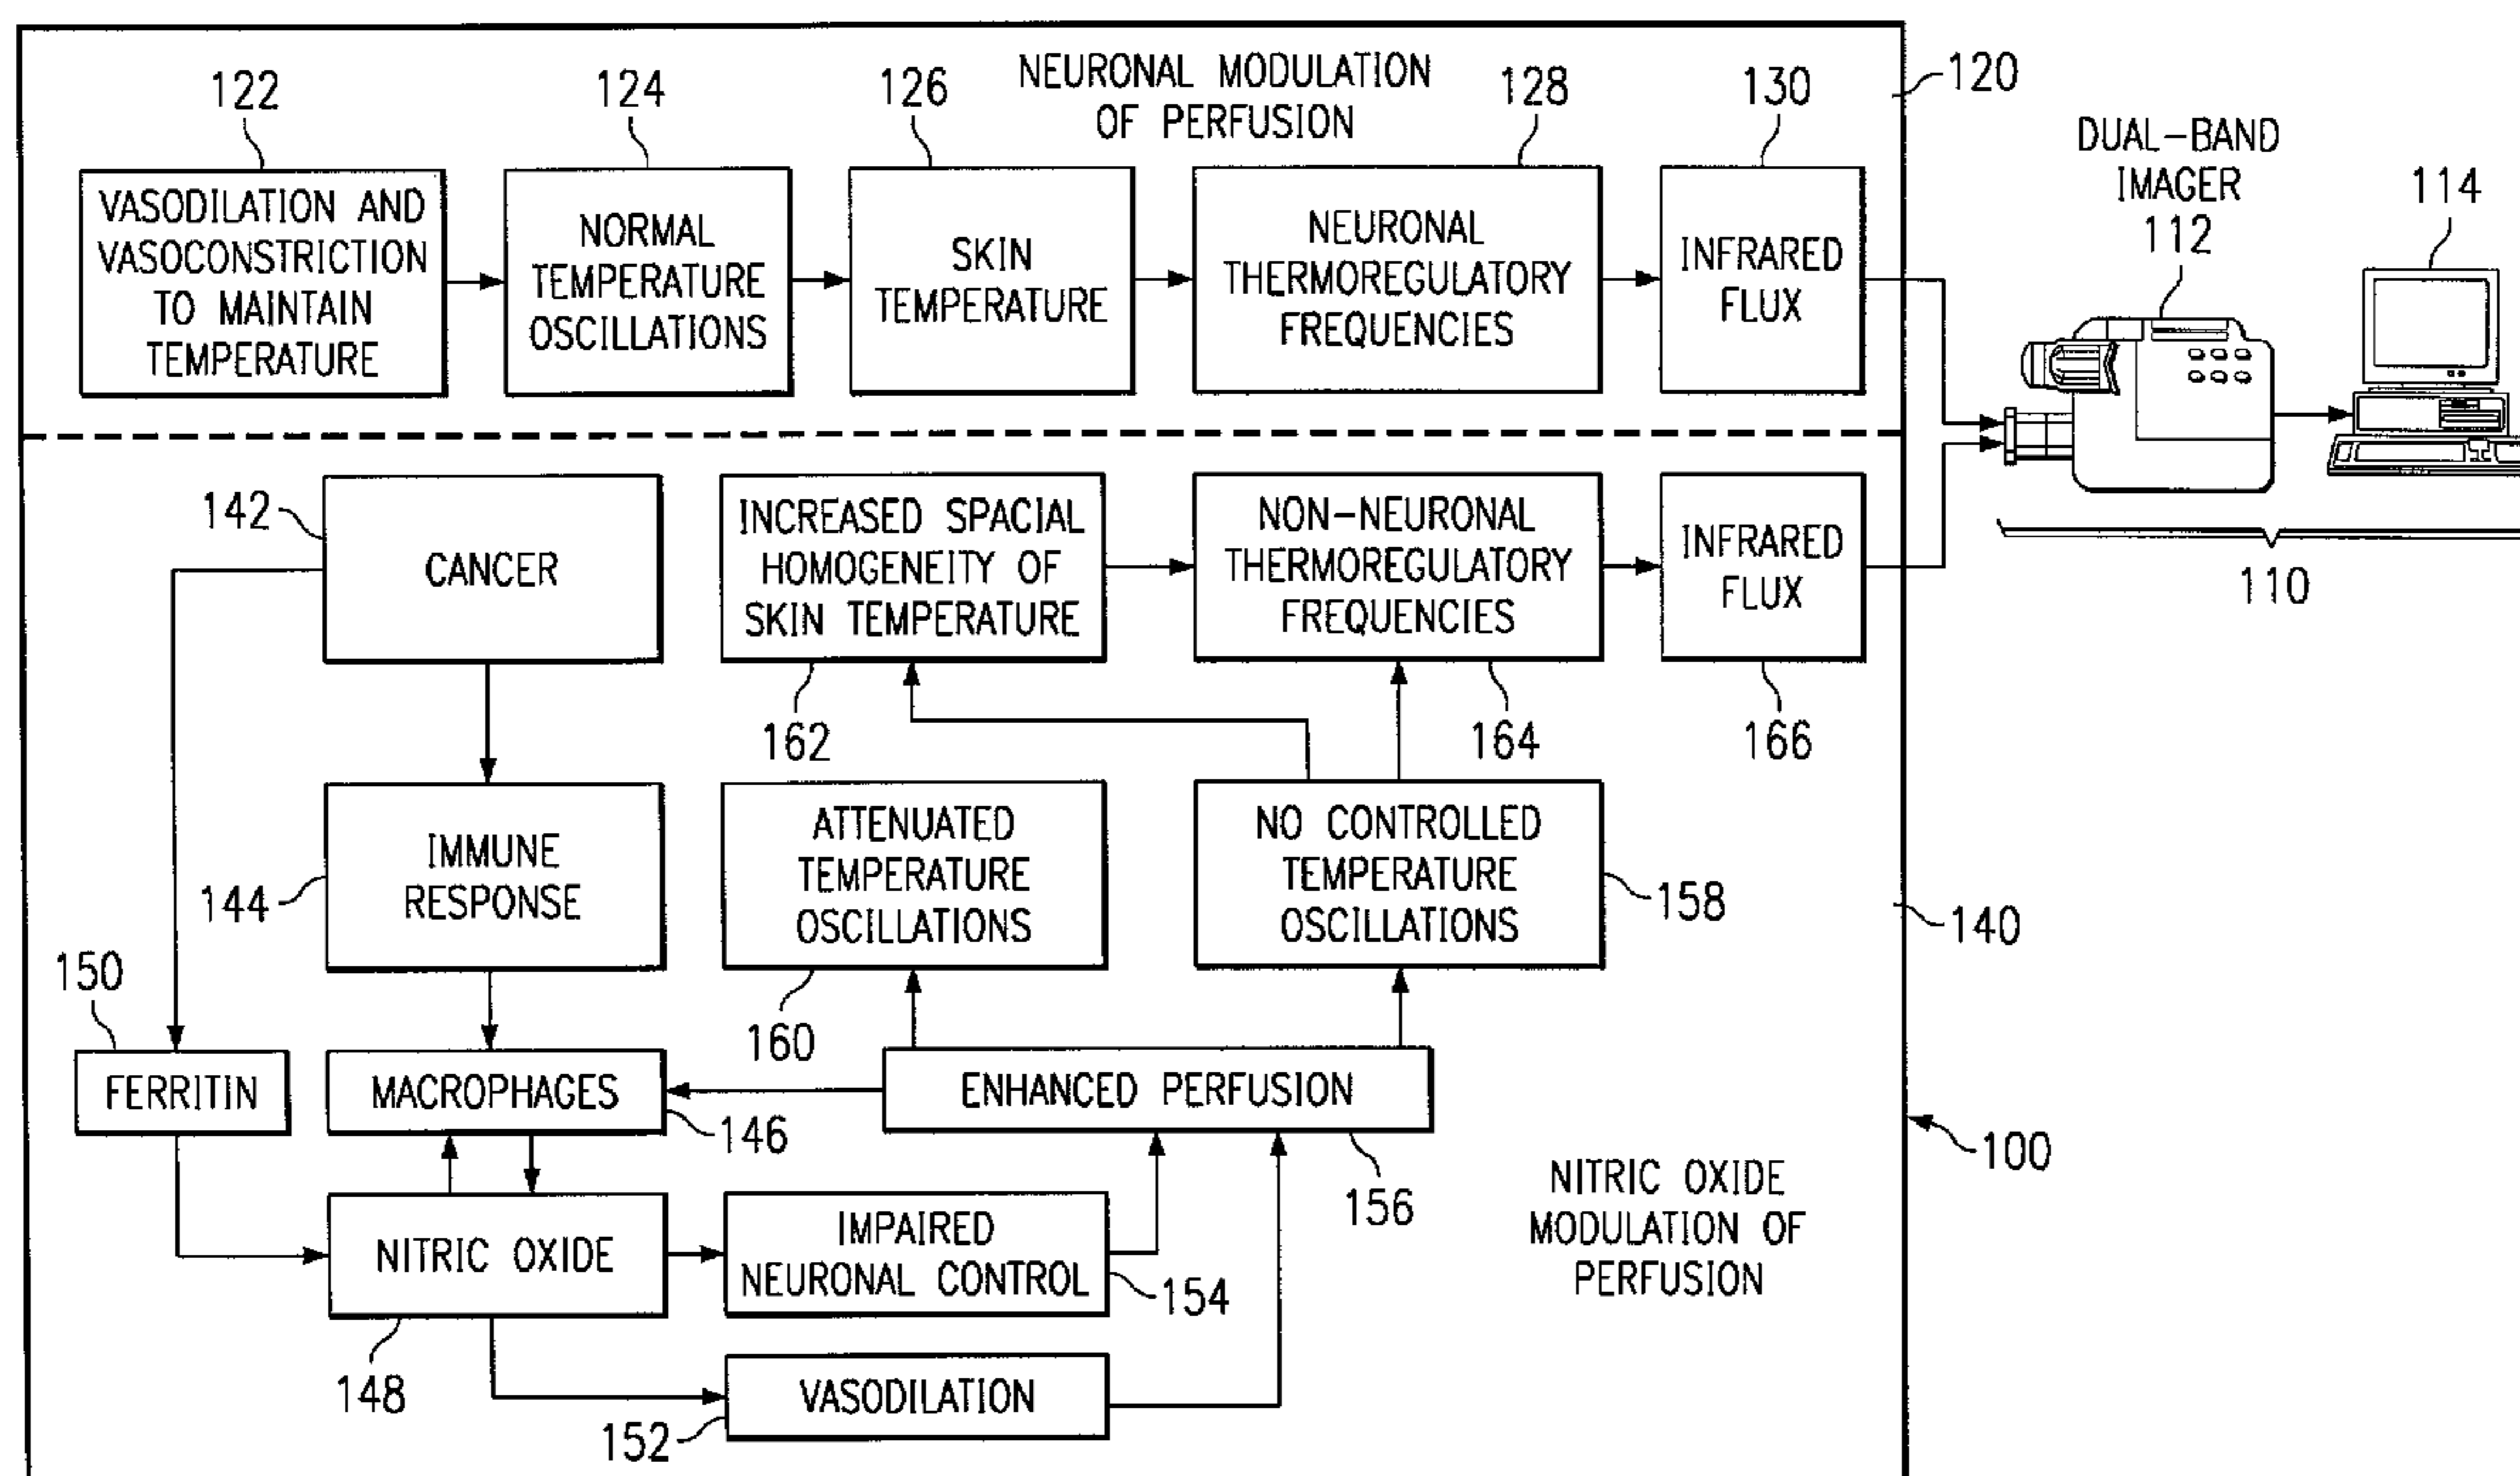 NEURONAL MODULATION
OF PERFUSION
120
122
124
126
128
130
VASODILATION AND
VASOCONSTRICTION
TO MAINTAIN
TEMPERATURE
NORMAL
TEMPERATURE
OSCILLATIONS
SKIN
TEMPERATURE
NEURONAL
THERMOREGULATORY
FREQUENCIES
INFRARED
FLUX
DUAL-BAND
IMAGER
112
114
110
142
CANCER
INCREASED SPACIAL
HOMOGENEITY OF
SKIN TEMPERATURE
162
NON-NEURONAL
THERMOREGULATORY
FREQUENCIES
164
INFRARED
FLUX
166
144
IMMUNE
RESPONSE
ATTENUATED
TEMPERATURE
OSCILLATIONS
160
NO CONTROLLED
TEMPERATURE
OSCILLATIONS
158
140
150
FERRITIN
MACROPHAGES
146
ENHANCED PERFUSION
156
100
NITRIC OXIDE
148
IMPAIRED
NEURONAL CONTROL
154
NITRIC OXIDE
MODULATION OF
PERFUSION
VASODILATION
152